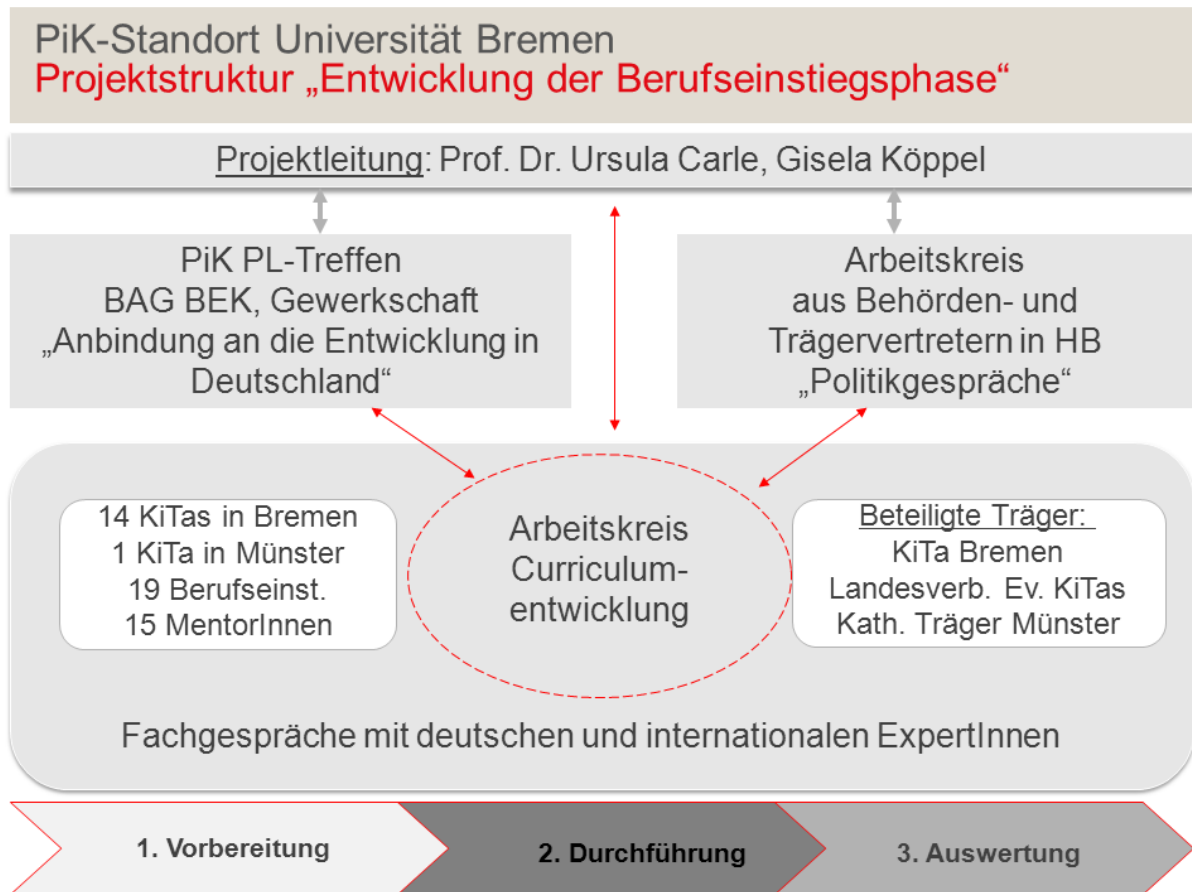 PiK-Standort Universität Bremen
Projektstruktur „Entwicklung der Berufseinstiegsphase“
Projektleitung: Prof. Dr. Ursula Carle, Gisela Köppel
PiK PL-Treffen
BAG BEK, Gewerkschaft
„Anbindung an die Entwicklung in
Deutschland“
Arbeitskreis
aus Behörden- und
Trägervertretern in HB
„Politikgespräche“
14 KiTas in Bremen
1 KiTa in Münster
19 Berufseinst.
15 MentorInnen
Arbeitskreis
Curriculum-
entwicklung
Beteiligte Träger:
KiTa Bremen
Landesverb. Ev. KiTas
Kath. Träger Münster
Fachgespräche mit deutschen und internationalen ExpertInnen
1. Vorbereitung
2. Durchführung
3. Auswertung